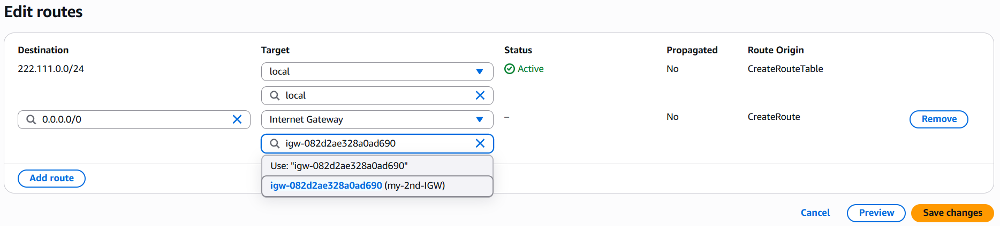 Edit routes
Destination Target Status Propagated Route Origin
222.111.0.0/24 local Active No CreateRouteTable
local
0.0.0.0/0 Internet Gateway – No CreateRoute Remove
igw-082d2ae328a0ad690
Use: "igw-082d2ae328a0ad690"
Add route
igw-082d2ae328a0ad690 (my-2nd-IGW)
Cancel Preview Save changes